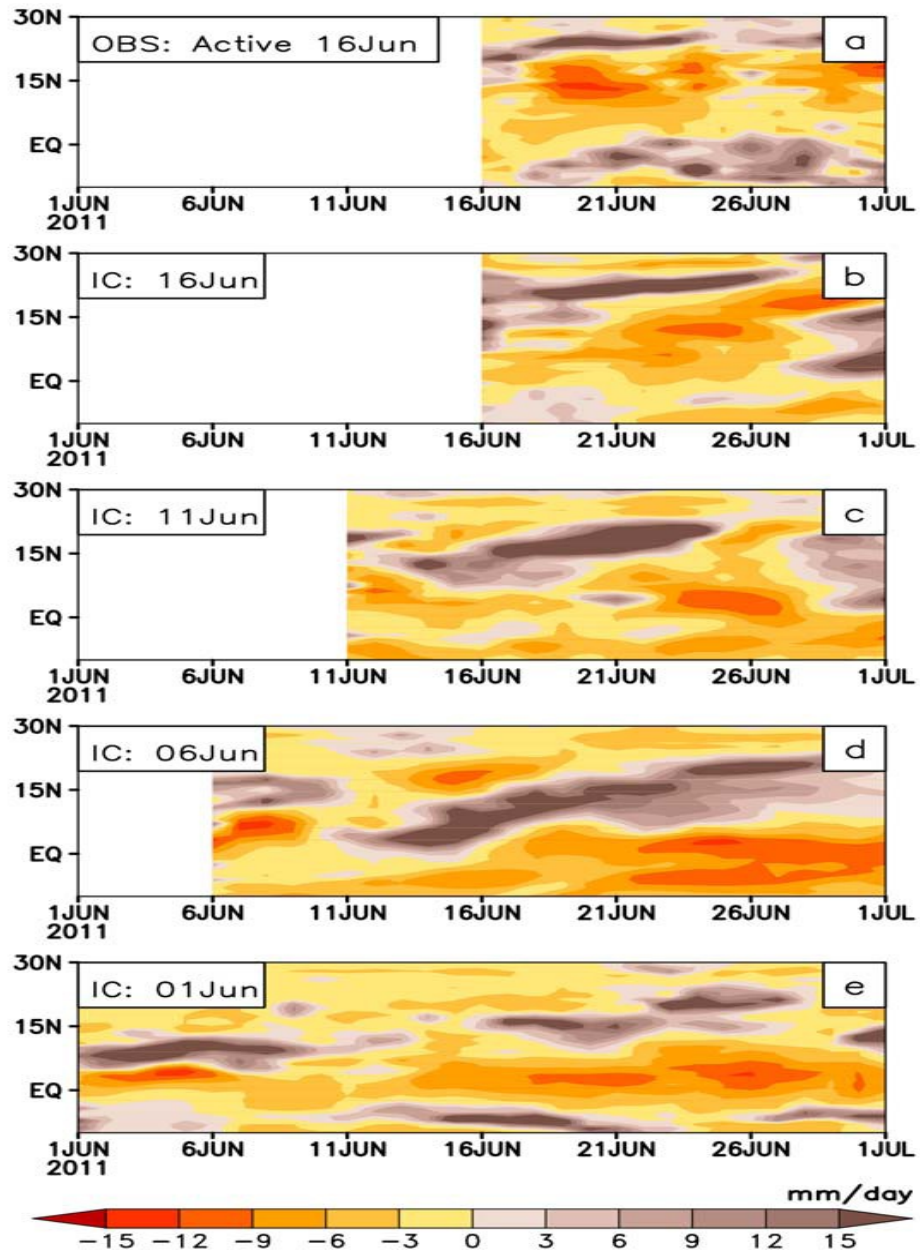 30N
OBS: Active 16Jun
a
15N
EQ
1JUN 6JUN 11JUN 16JUN 21JUN 26JUN 1JUL
2011
30N
IC: 16Jun
b
15N
EQ
1JUN 6JUN 11JUN 16JUN 21JUN 26JUN 1JUL
2011
30N
IC: 11Jun
c
15N
EQ
1JUN 6JUN 11JUN 16JUN 21JUN 26JUN 1JUL
2011
30N
IC: 06Jun
d
15N
EQ
1JUN 6JUN 11JUN 16JUN 21JUN 26JUN 1JUL
2011
30N
IC: 01Jun
e
15N
EQ
1JUN 6JUN 11JUN 16JUN 21JUN 26JUN 1JUL
2011
mm/day
−15 −12 −9 −6 −3 0 3 6 9 12 15